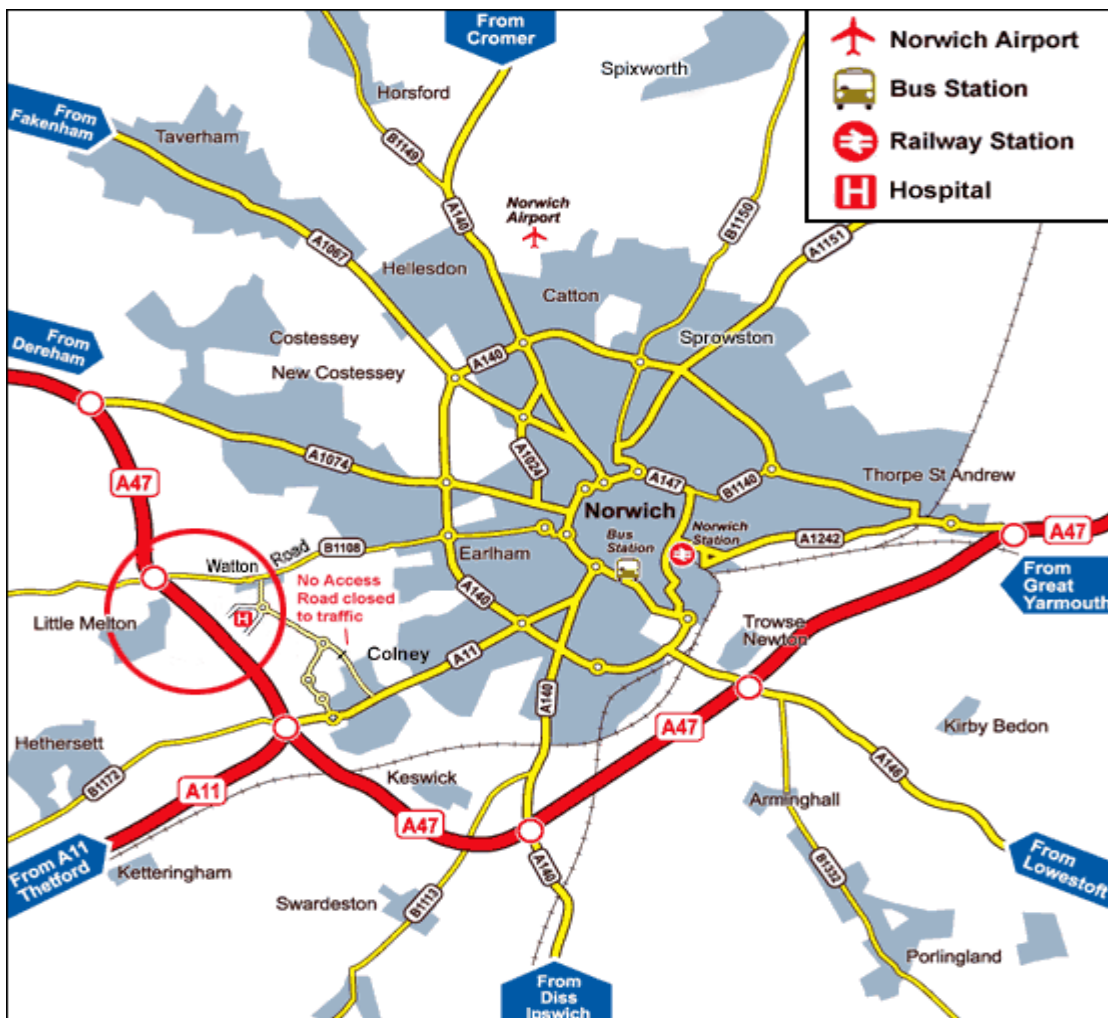 From
Cromer
Norwich Airport
Bus Station
Railway Station
Hospital
Spixworth
Horsford
From
Fakenham
Taverham
B1149
A140
Norwich
Airport
B1150
A1151
A1067
Hellesdon
Catton
From
Dereham
Costessey
Sprowston
A140
New Costessey
A1074
A1024
A47
A147
B1140
Thorpe St Andrew
Norwich
Norwich
Station
A1242
A47
B1108
Earlham
Bus
Station
Watton Road
From
Great
Yarmouth
No Access
Road closed
to traffic
H
A140
Little Melton
Trowse
Newton
Colney
A11
A140
A47
Kirby Bedon
Hethersett
B1172
A11
Keswick
A47
A146
Arminghall
From A11
Thetford
Ketteringham
A140
B1113
B1332
From
Lowestoft
Swardeston
Porlingland
From
Diss
Ipswich